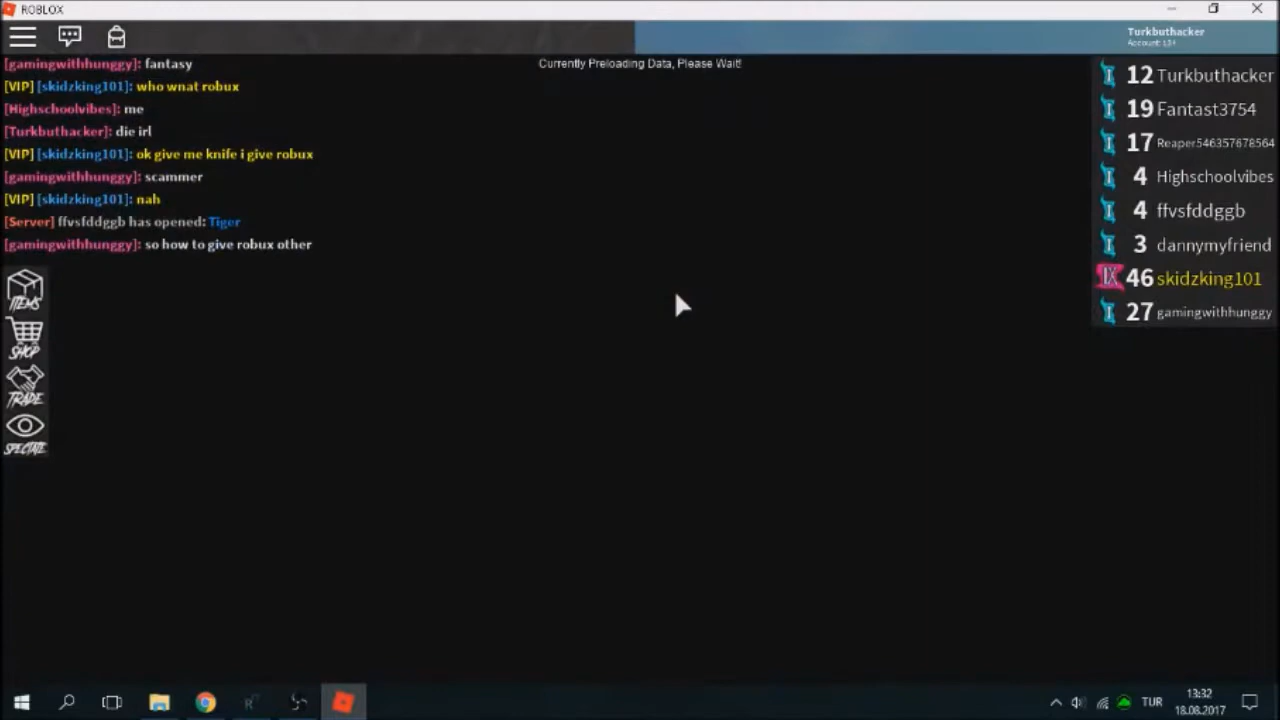 ROBLOX
Turkbuthacker
Account: 13+
Currently Preloading Data, Please Wait!
[gamingwithhunggy]: fantasy
[VIP] [skidzking101]: who wnat robux
[Highschoolvibes]: me
[Turkbuthacker]: die irl
[VIP] [skidzking101]: ok give me knife i give robux
[gamingwithhunggy]: scammer
[VIP] [skidzking101]: nah
[Server] ffvsfddggb has opened: Tiger
[gamingwithhunggy]: so how to give robux other
I 12 Turkbuthacker
I 19 Fantast3754
I 17 Reaper546357678564
I 4 Highschoolvibes
I 4 ffvsfddggb
I 3 dannymyfriend
IX 46 skidzking101
I 27 gamingwithhunggy
ITEMS
SHOP
TRADE
SPECTATE
TUR
13:32
18.08.2017